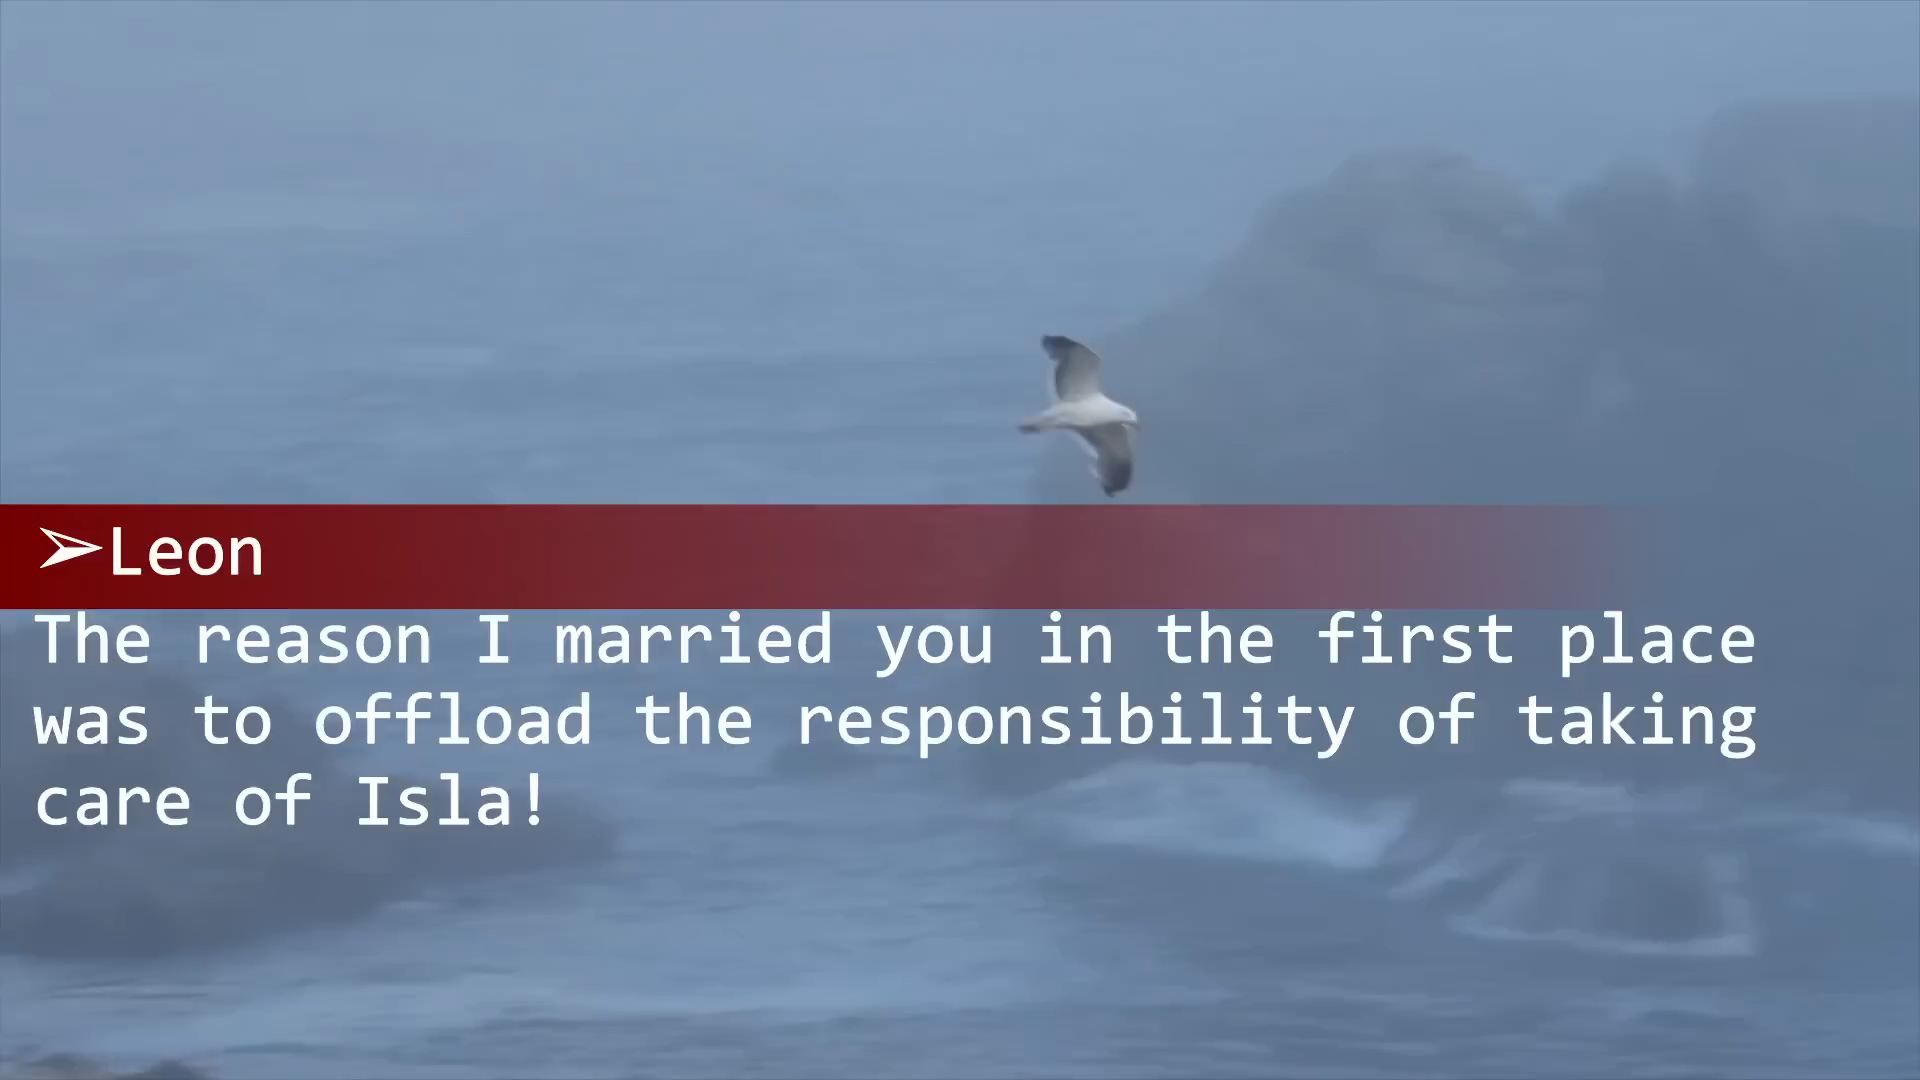 ➢Leon
The reason I married you in the first place
was to offload the responsibility of taking
care of Isla!